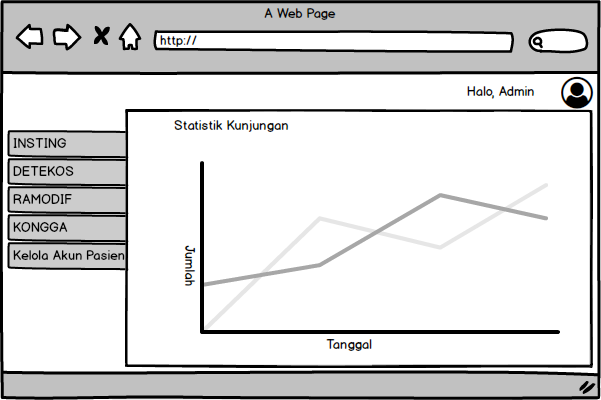 A Web Page
http://
Halo, Admin
Statistik Kunjungan
INSTING
DETEKOS
RAMODIF
KONGGA
Kelola Akun Pasien
Jumlah
Tanggal